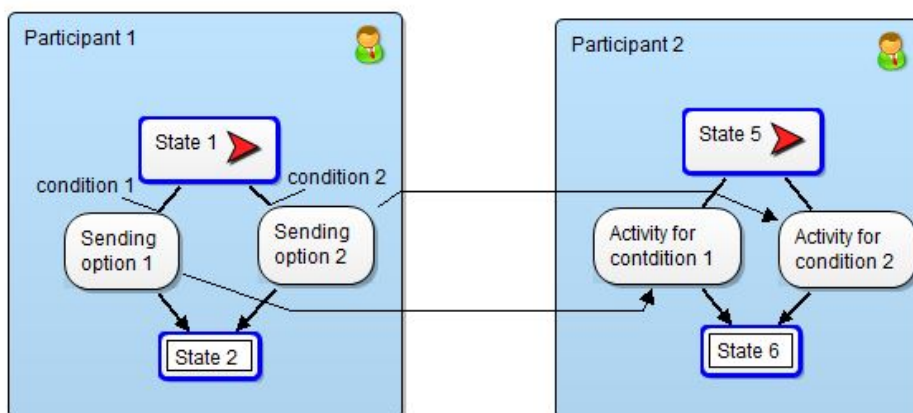 Participant 1
State 1
condition 1
condition 2
Sending
option 1
Sending
option 2
State 2
Participant 2
State 5
Activity for
contdition 1
Activity for
condition 2
State 6